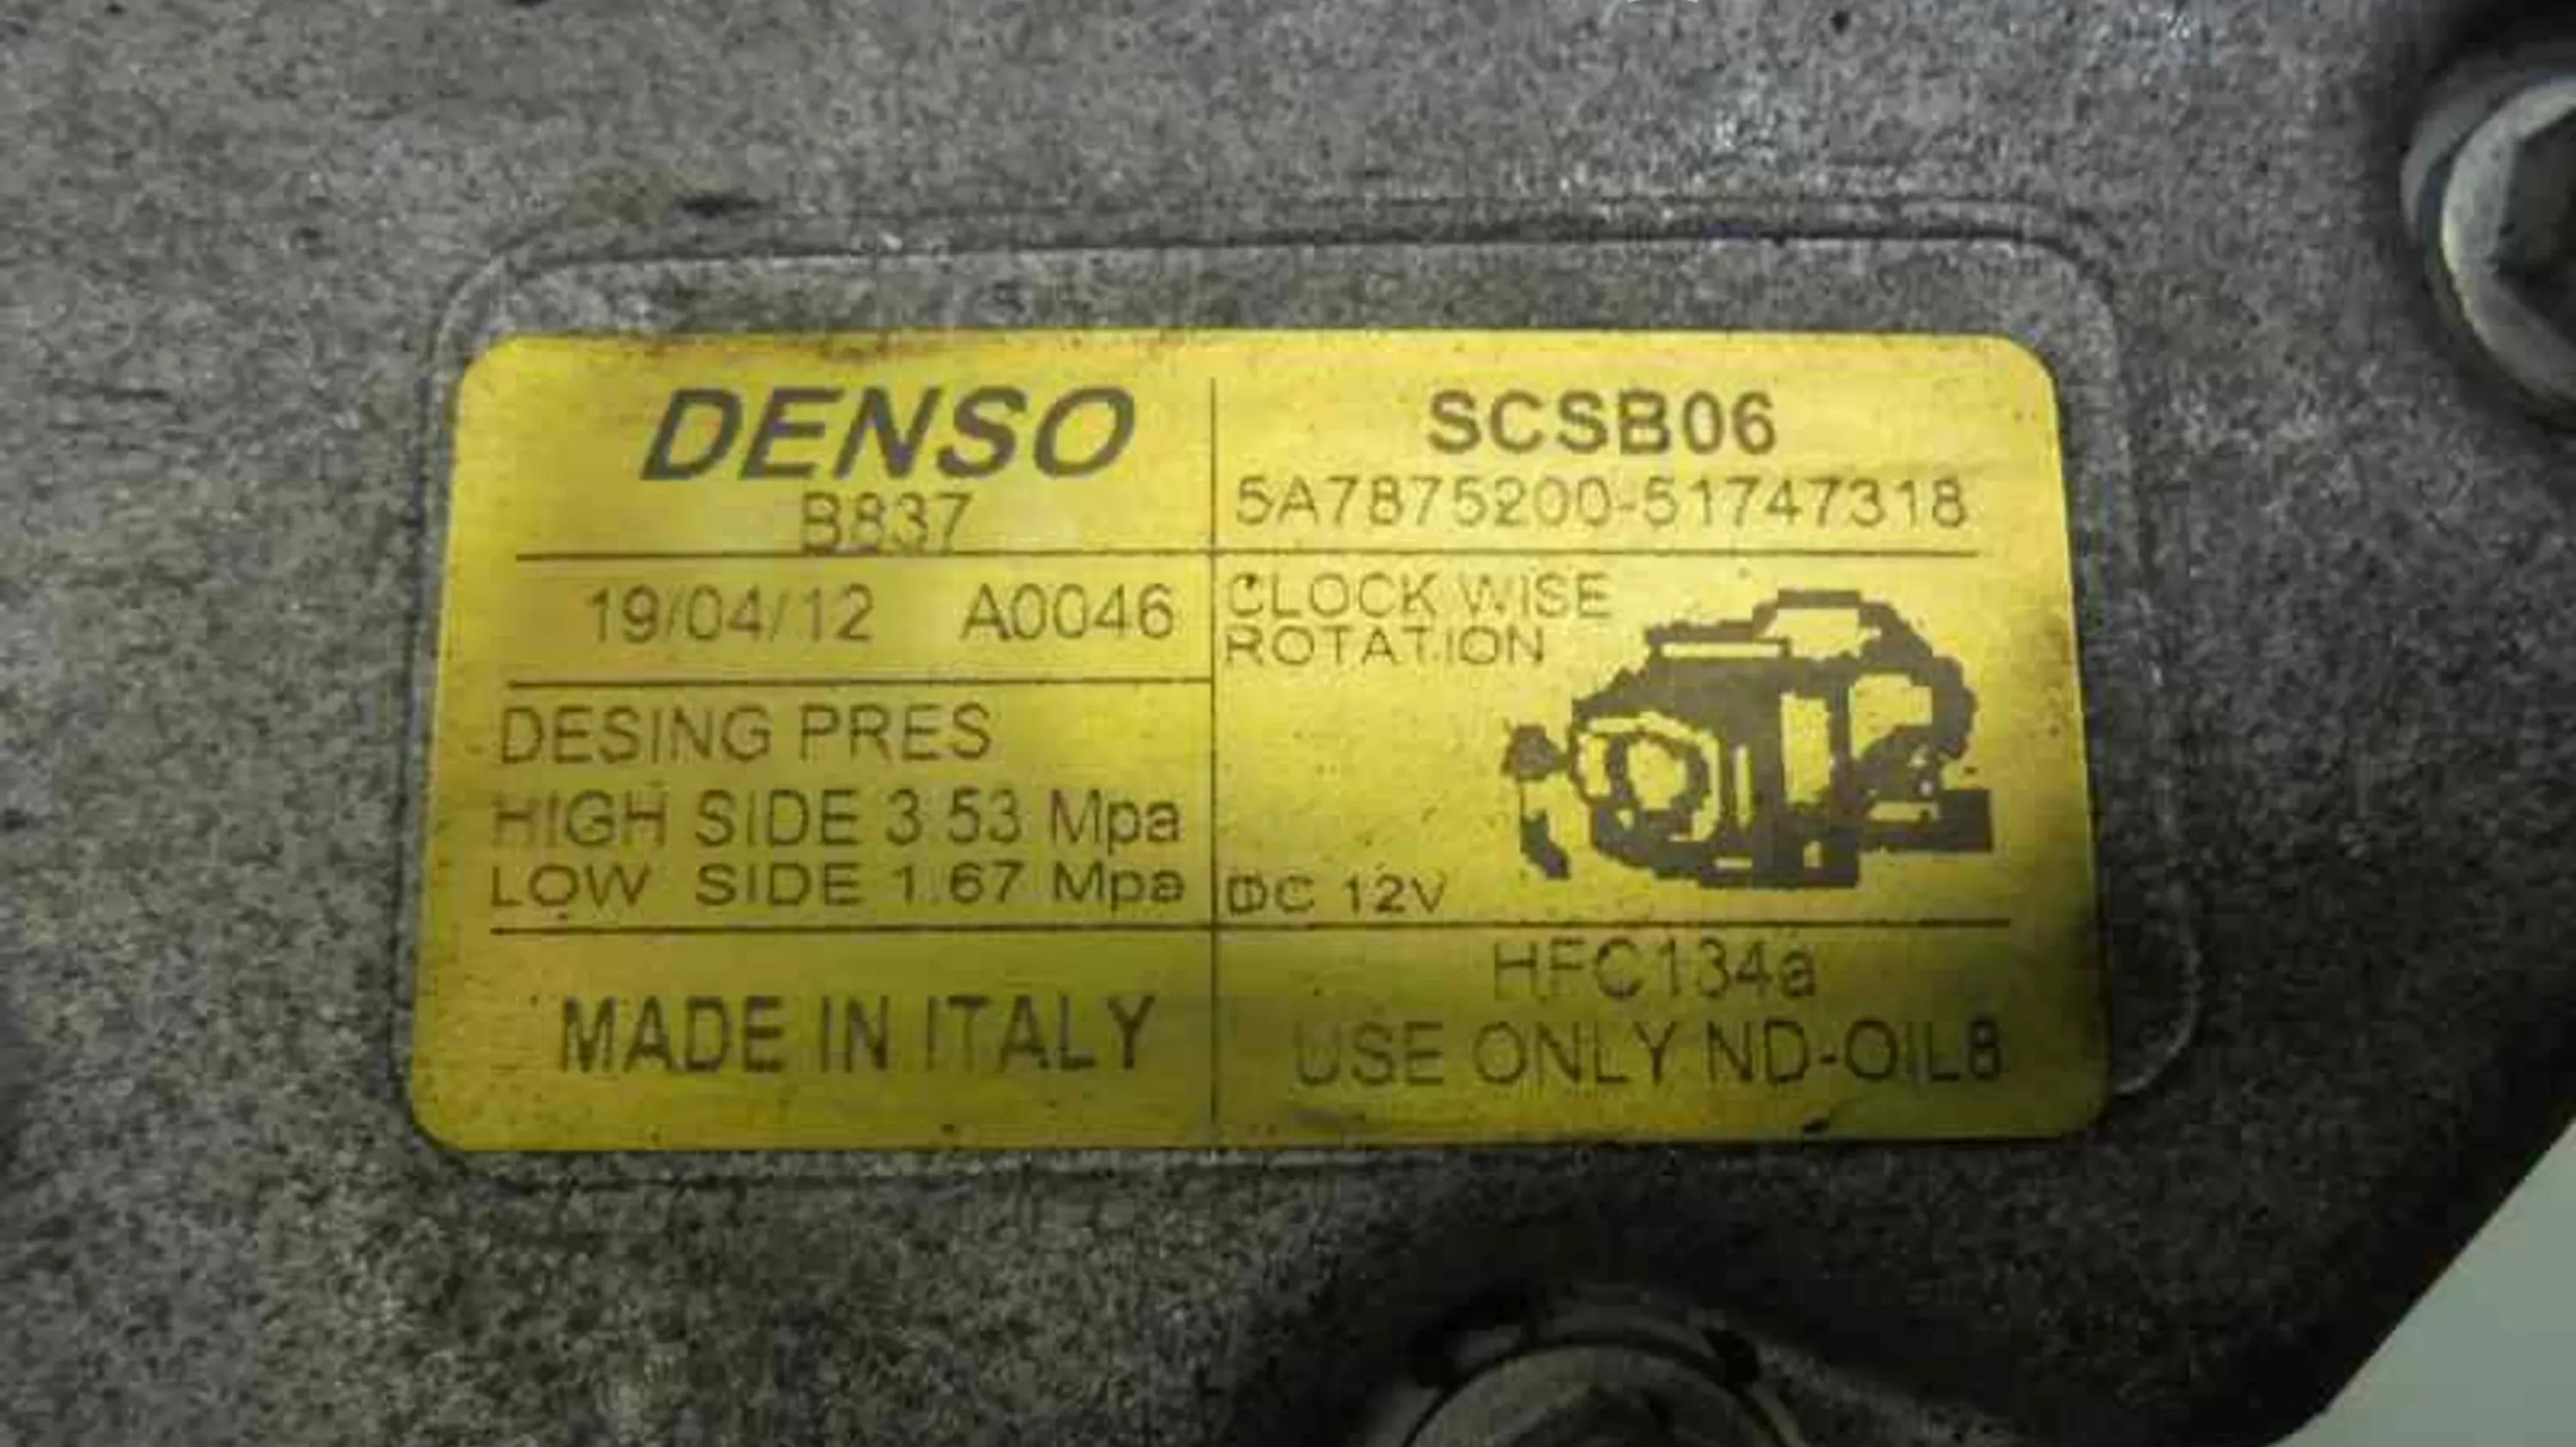 DENSO
B837
SCSB06
5A7875200-51747318
19/04/12 A0046
CLOCK WISE
ROTATION
DESING PRES
HIGH SIDE 3.53 Mpa
LOW SIDE 1.67 Mpa
DC 12V
MADE IN ITALY
HFC134a
USE ONLY ND-OIL8